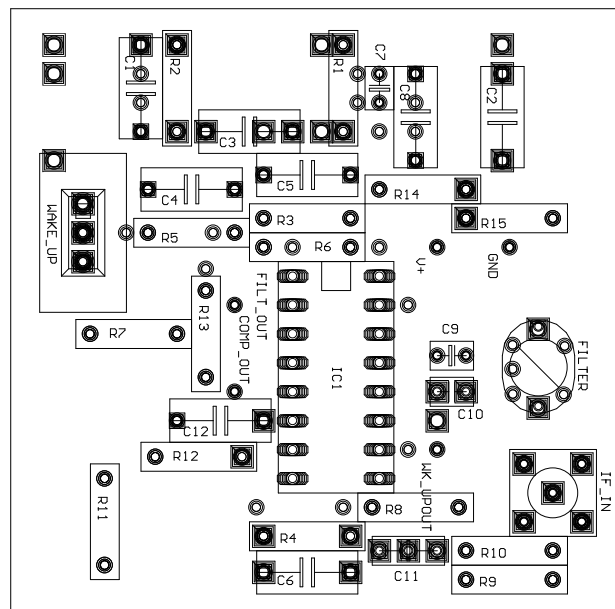 C1
R2
R1
C7
C8
C2
C3
C5
C4
R14
WAKE_UP
R3
R15
R5
R6
V+
GND
FILT_OUT
R13
COMP_OUT
R7
C9
FILTER
IC1
C10
C12
R12
WK_UPOUT
IF_IN
R11
R8
R4
C11
R10
C6
R9